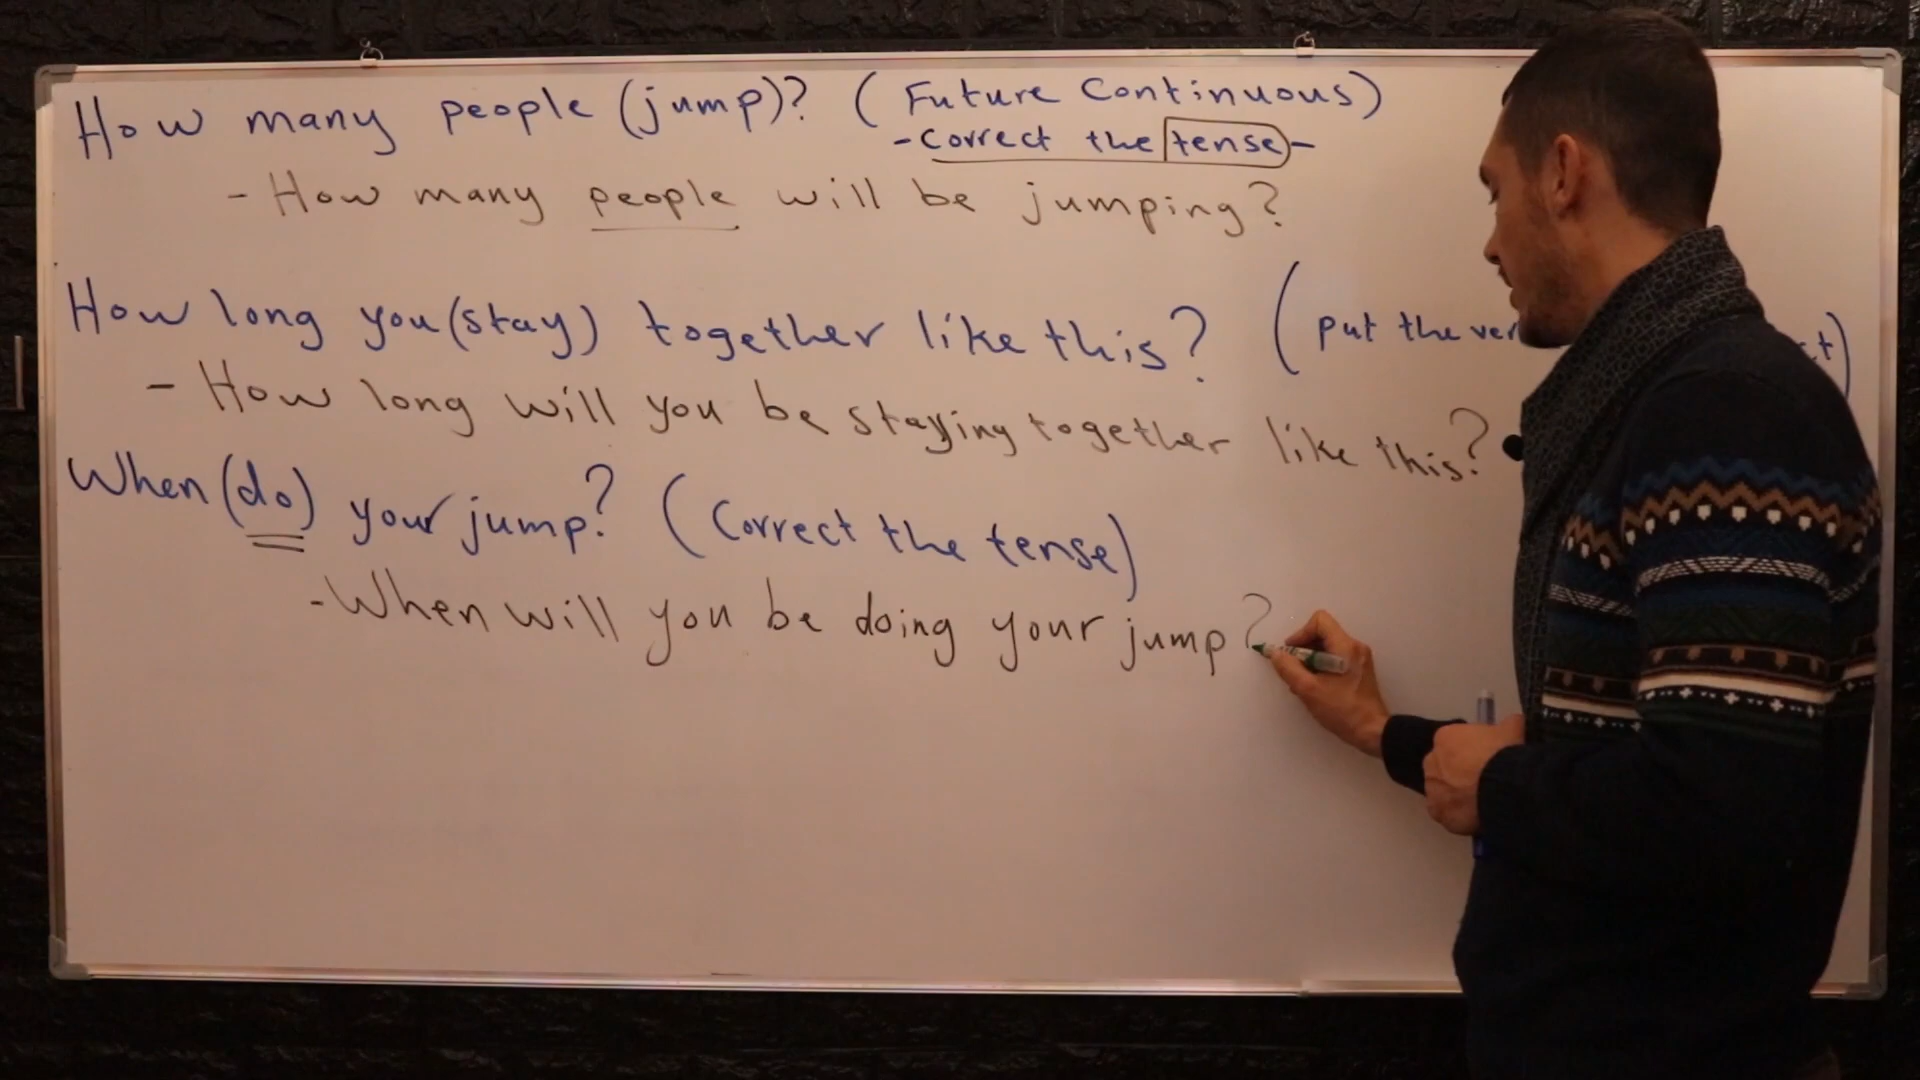 How many people (jump)? (Future Continuous)
-Correct the tense-
- How many people will be jumping?
How long you (stay) together like this? (put the
- How long will you be staying together like this?
When (do) your jump? (Correct the tense)
-When will you be doing your jump?